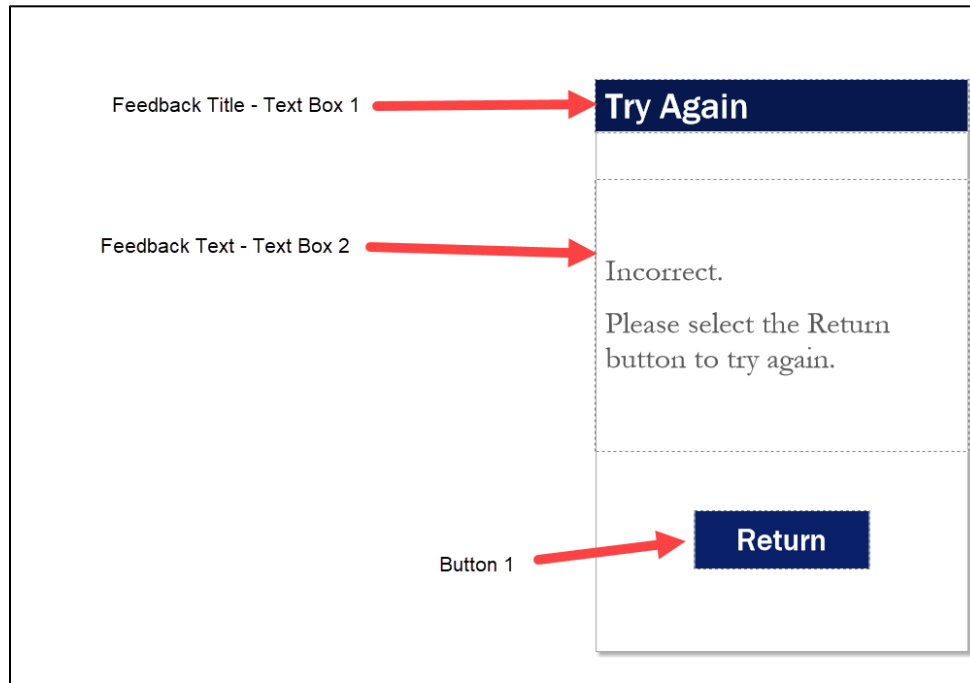 Feedback Title - Text Box 1
Try Again
Feedback Text - Text Box 2
Incorrect.
Please select the Return
button to try again.
Return
Button 1